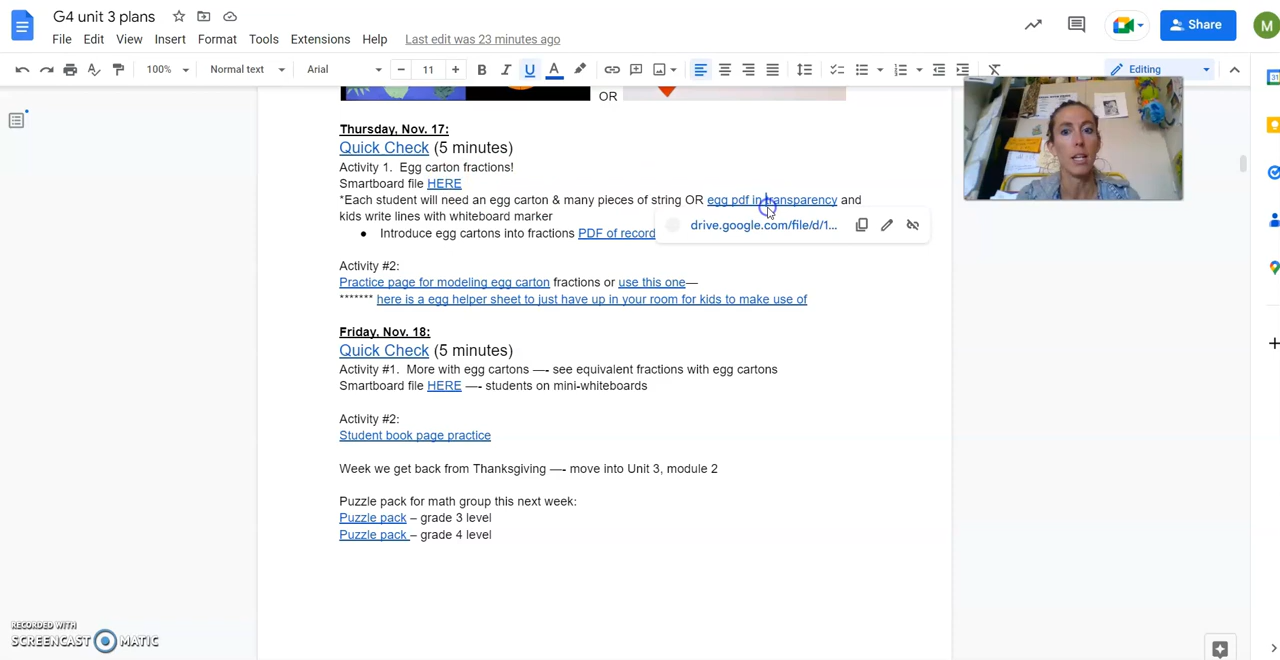 G4 unit 3 plans
File Edit View Insert Format Tools Extensions Help Last edit was 23 minutes ago
Share
M
100% Normal text Arial 11 B I U A Editing
31
OR
Thursday, Nov. 17:
Quick Check (5 minutes)
Activity 1. Egg carton fractions!
Smartboard file HERE
*Each student will need an egg carton & many pieces of string OR egg pdf in transparency and
kids write lines with whiteboard marker
drive.google.com/file/d/1...
● Introduce egg cartons into fractions PDF of record
Activity #2:
Practice page for modeling egg carton fractions or use this one—
******* here is a egg helper sheet to just have up in your room for kids to make use of
Friday, Nov. 18:
Quick Check (5 minutes)
Activity #1. More with egg cartons —- see equivalent fractions with egg cartons
Smartboard file HERE —- students on mini-whiteboards
Activity #2:
Student book page practice
Week we get back from Thanksgiving —- move into Unit 3, module 2
Puzzle pack for math group this next week:
Puzzle pack – grade 3 level
Puzzle pack – grade 4 level
RECORDED WITH
SCREENCAST MATIC